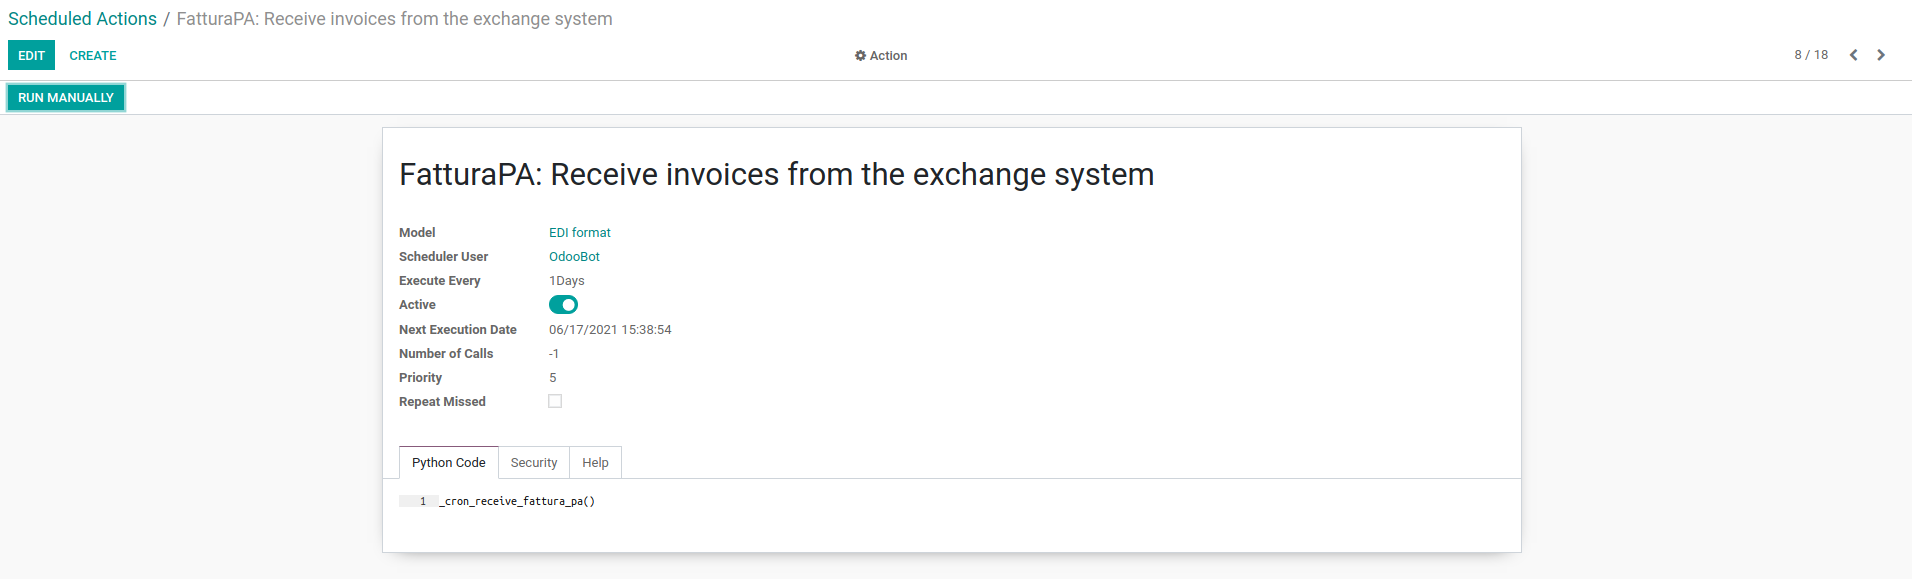 Scheduled Actions / FatturaPA: Receive invoices from the exchange system
EDIT CREATE Action 8 / 18
RUN MANUALLY
FatturaPA: Receive invoices from the exchange system
Model EDI format
Scheduler User OdooBot
Execute Every 1Days
Active
Next Execution Date 06/17/2021 15:38:54
Number of Calls -1
Priority 5
Repeat Missed
Python Code Security Help
1 _cron_receive_fattura_pa()